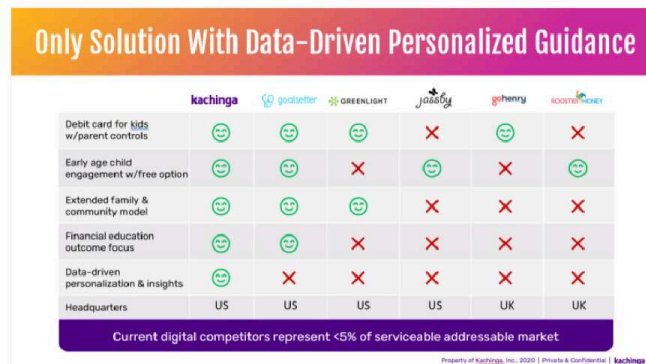 Only Solution With Data-Driven Personalized Guidance
kachinga goalsetter GREENLIGHT jassby gohenry ROOSTER MONEY
Debit card for kids
w/parent controls
Early age child
engagement w/free option
Extended family &
community model
Financial education
outcome focus
Data-driven
personalization & insights
Headquarters US US US US UK UK
Current digital competitors represent <5% of serviceable addressable market
Property of Kachinga, Inc., 2020 | Private & Confidential | kachinga